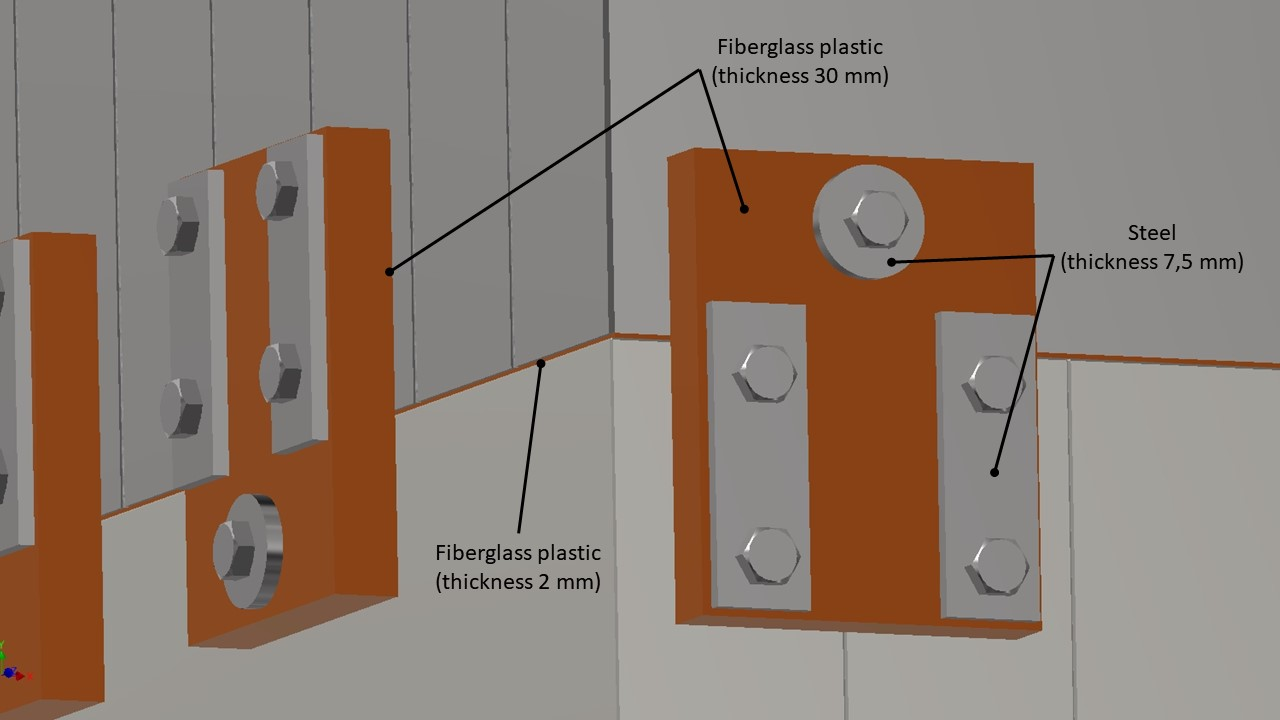 Fiberglass plastic
(thickness 30 mm)
Steel
(thickness 7,5 mm)
Fiberglass plastic
(thickness 2 mm)